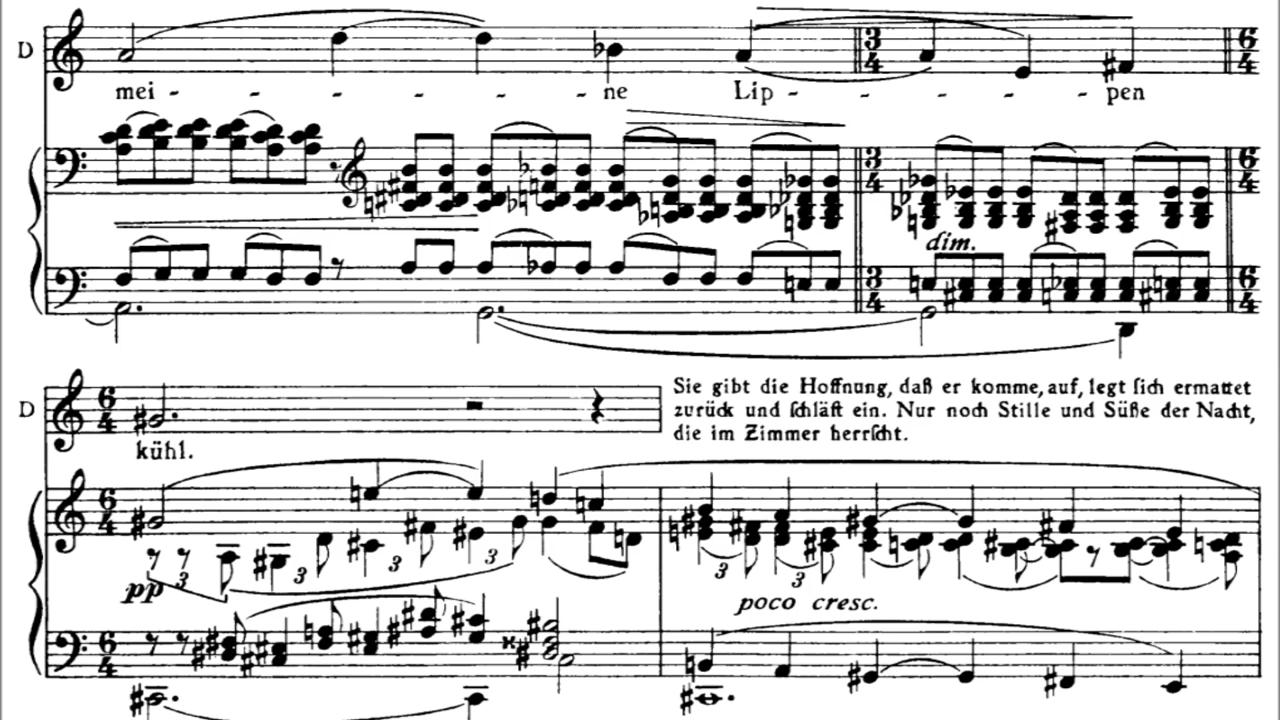 D
mei - - - - - ne Lip - - - - pen
dim.
D
kühl.
Sie gibt die Hoffnung, daß er komme, auf, legt sich ermattet
zurück und schläft ein. Nur noch Stille und Süße der Nacht,
die im Zimmer herrscht.
pp
poco cresc.